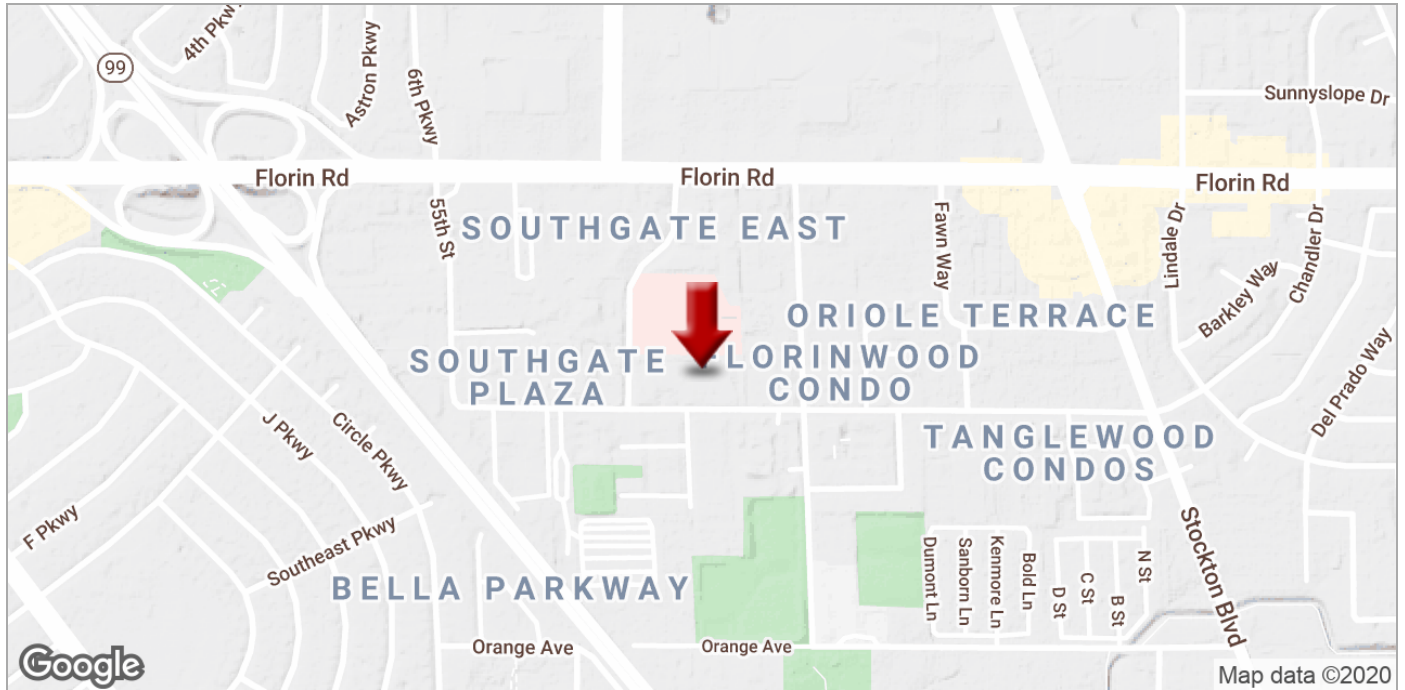 4th Pkwy
99
Astron Pkwy
6th Pkwy
Sunnyslope Dr
Florin Rd
Florin Rd
Florin Rd
55th St
SOUTHGATE EAST
Fawn Way
Lindale Dr
Chandler Dr
Barkley Way
ORIOLE TERRACE
SOUTHGATE
PLAZA
LORINWOOD
CONDO
Del Prado Way
J Pkwy
Circle Pkwy
TANGLEWOOD
CONDOS
F Pkwy
Southeast Pkwy
Stockton Blvd
BELLA PARKWAY
Dumont Ln
Sanborn Ln
Kenmore Ln
Bold Ln
D St
C St
B St
N St
Orange Ave
Orange Ave
Google
Map data ©2020